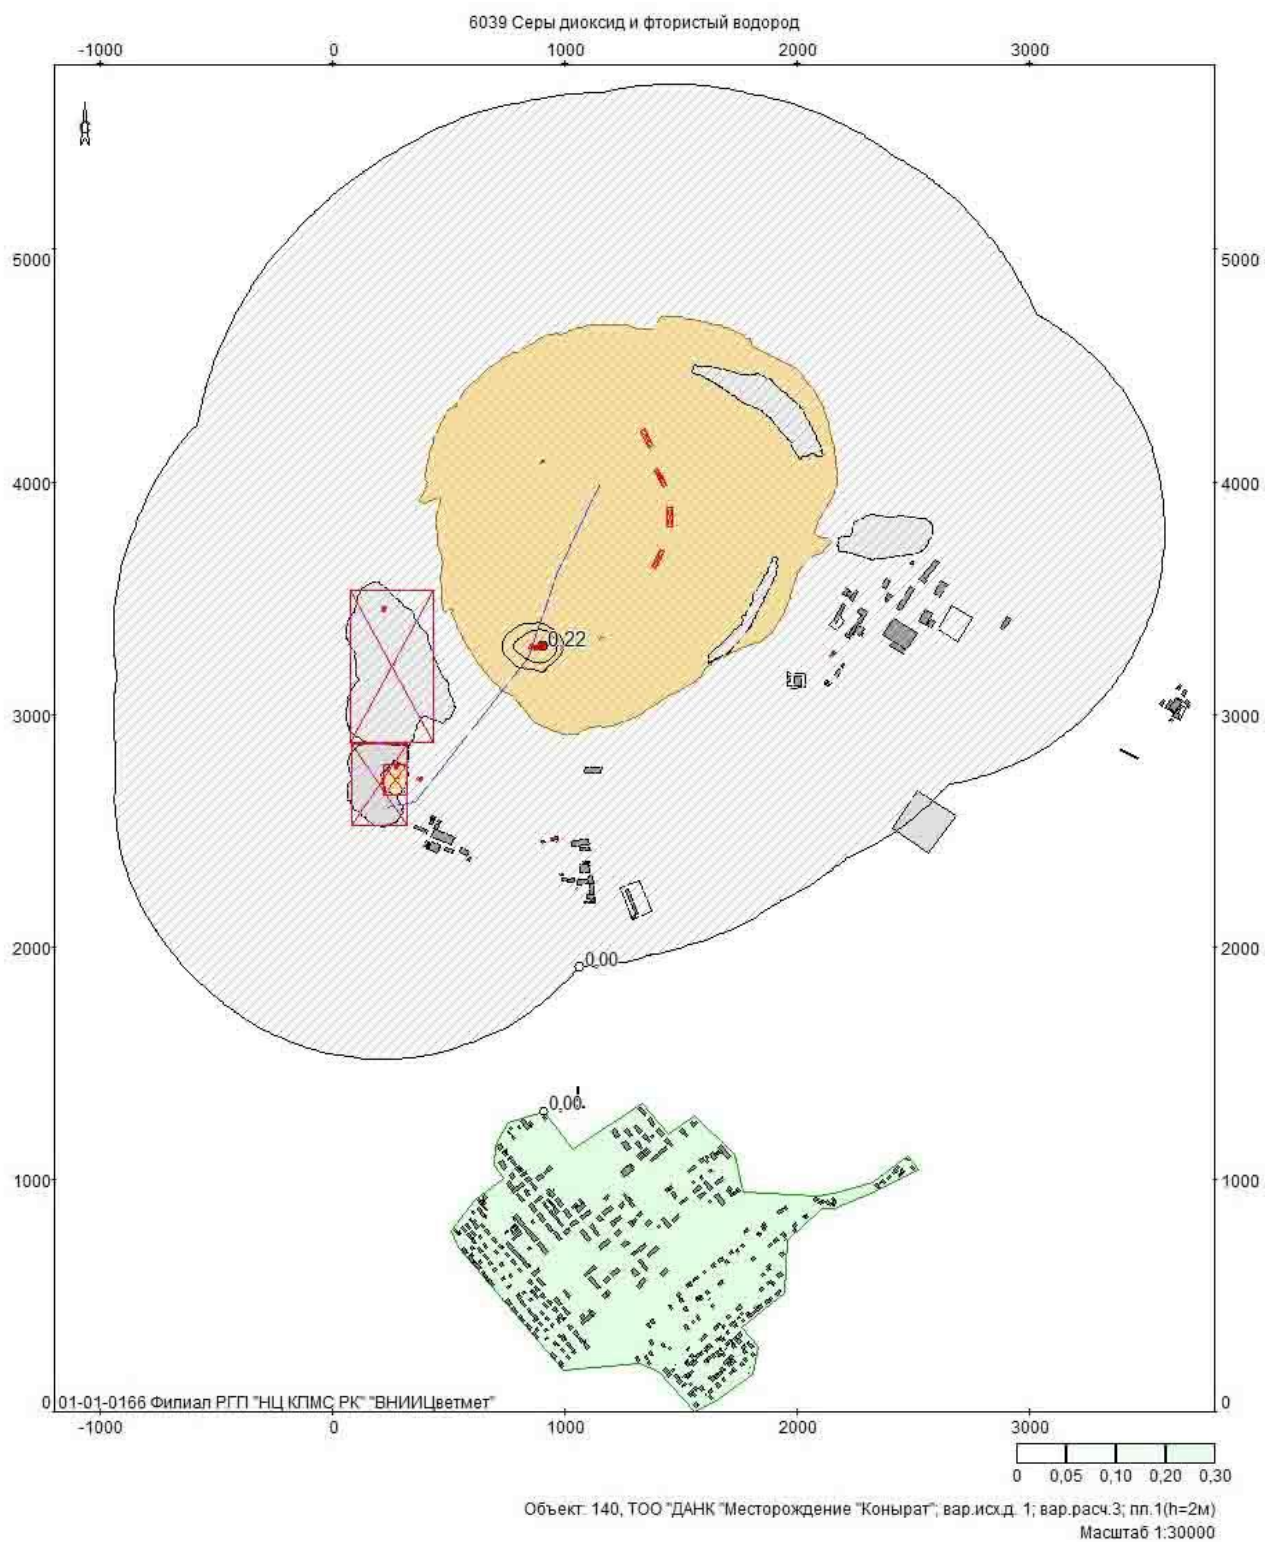 6039 Серы диоксид и фтористый водород
-1000 0 1000 2000 3000
С
5000 5000
4000 4000
0,22
3000 3000
2000 2000
0,00
0,00
1000 1000
0 01-01-0166 Филиал РГП "НЦ КПМС РК" "ВНИИЦветмет" 0
-1000 0 1000 2000 3000
0 0,05 0,10 0,20 0,30
Объект: 140, ТОО "ДАНК "Месторождение "Конырат"; вар.исх.д. 1; вар.расч.3; пл.1(h=2м)
Масштаб 1:30000